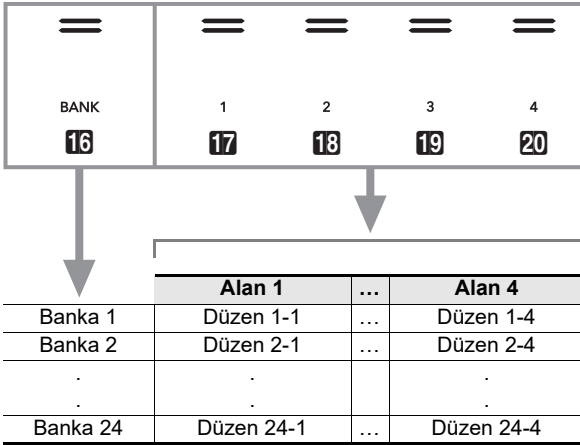 BANK 1 2 3 4
16 17 18 19 20
Alan 1 … Alan 4
Banka 1 Düzen 1-1 … Düzen 1-4
Banka 2 Düzen 2-1 … Düzen 2-4
. . .
. . .
Banka 24 Düzen 24-1 … Düzen 24-4